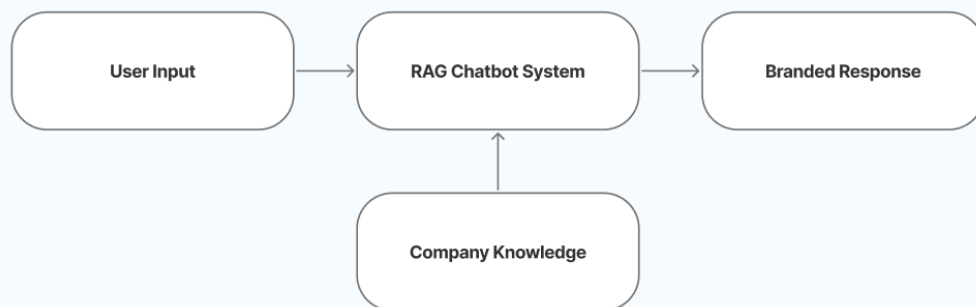 User Input
RAG Chatbot System
Branded Response
Company Knowledge